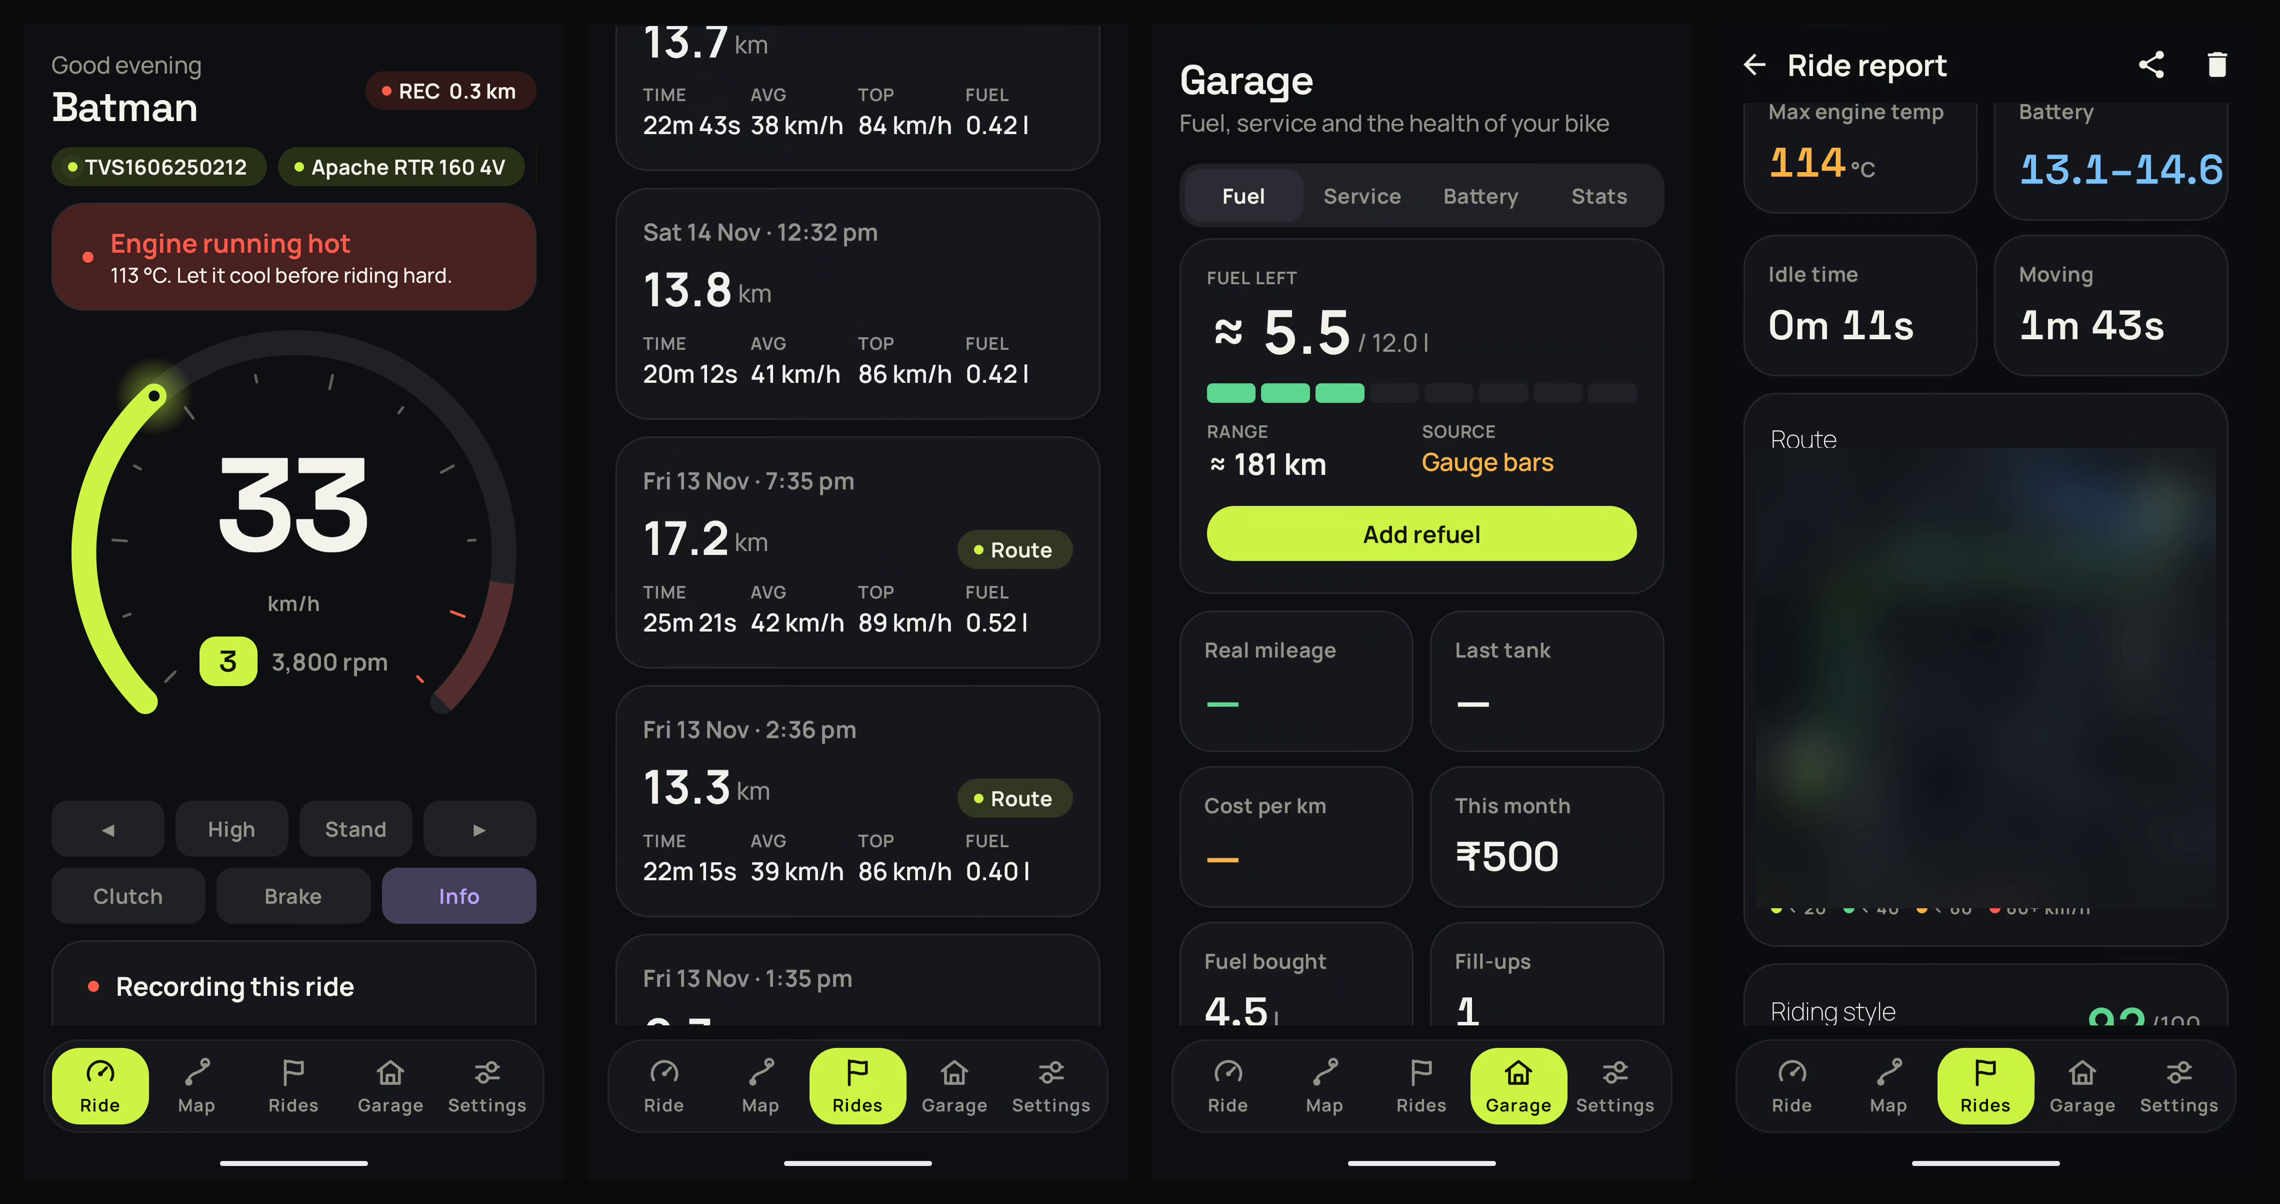 Good evening
Batman
REC 0.3 km
TVS1606250212
Apache RTR 160 4V
Engine running hot
113 °C. Let it cool before riding hard.
33
km/h
3
3,800 rpm
◀
High
Stand
▶
Clutch
Brake
Info
Recording this ride
Ride
Map
Rides
Garage
Settings
13.7 km
TIME AVG TOP FUEL
22m 43s 38 km/h 84 km/h 0.42 l
Sat 14 Nov · 12:32 pm
13.8 km
TIME AVG TOP FUEL
20m 12s 41 km/h 86 km/h 0.42 l
Fri 13 Nov · 7:35 pm
17.2 km
Route
TIME AVG TOP FUEL
25m 21s 42 km/h 89 km/h 0.52 l
Fri 13 Nov · 2:36 pm
13.3 km
Route
TIME AVG TOP FUEL
22m 15s 39 km/h 86 km/h 0.40 l
Fri 13 Nov · 1:35 pm
Ride
Map
Rides
Garage
Settings
Garage
Fuel, service and the health of your bike
Fuel
Service
Battery
Stats
FUEL LEFT
≈ 5.5 / 12.0 l
RANGE
≈ 181 km
SOURCE
Gauge bars
Add refuel
Real mileage
—
Last tank
—
Cost per km
—
This month
₹500
Fuel bought
4.5 l
Fill-ups
1
Ride
Map
Rides
Garage
Settings
Ride report
Max engine temp
114 °C
Battery
13.1–14.6
Idle time
0m 11s
Moving
1m 43s
Route
Riding style
/100
Ride
Map
Rides
Garage
Settings